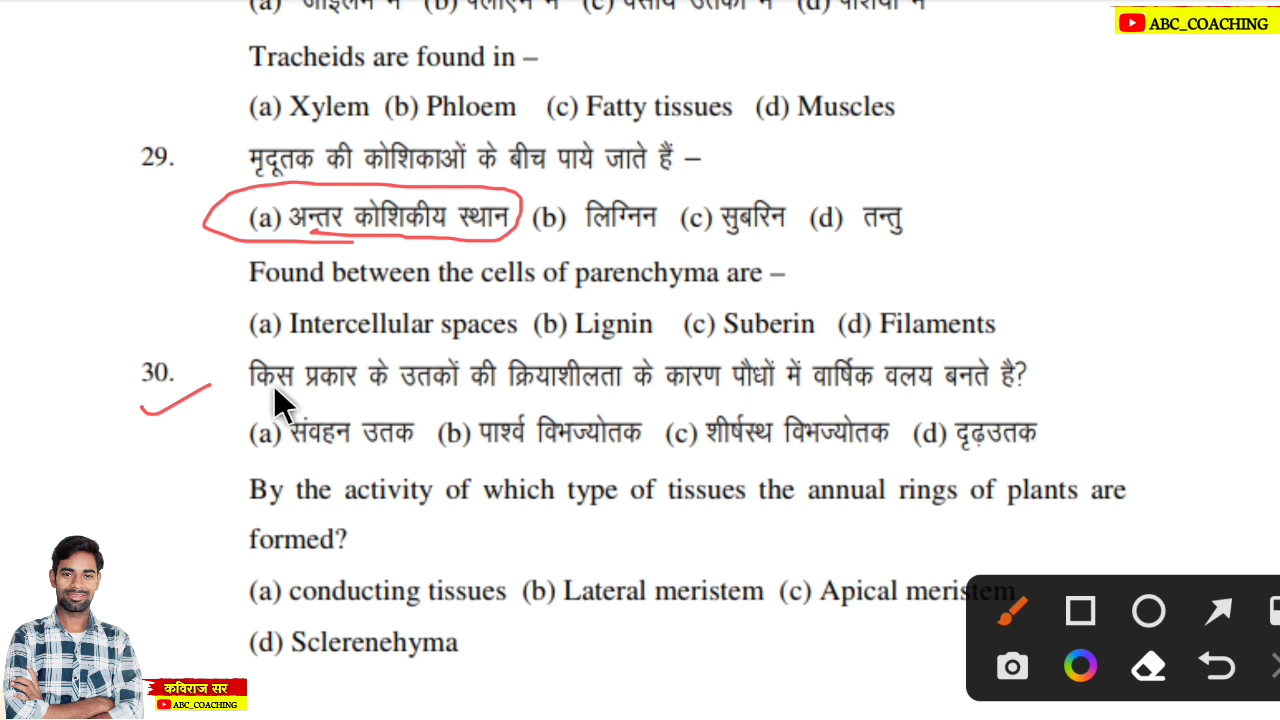 ABC_COACHING
Tracheids are found in –
(a) Xylem (b) Phloem (c) Fatty tissues (d) Muscles
29. मृदूतक की कोशिकाओं के बीच पाये जाते हैं –
(a) अन्तर कोशिकीय स्थान (b) लिग्निन (c) सुबरिन (d) तन्तु
Found between the cells of parenchyma are –
(a) Intercellular spaces (b) Lignin (c) Suberin (d) Filaments
30. किस प्रकार के उतकों की क्रियाशीलता के कारण पौधों में वार्षिक वलय बनते है?
(a) संवहन उतक (b) पार्श्व विभज्योतक (c) शीर्षस्थ विभज्योतक (d) दृढ़उतक
By the activity of which type of tissues the annual rings of plants are
formed?
(a) conducting tissues (b) Lateral meristem (c) Apical meristem
(d) Sclerenehyma
कविराज सर
ABC_COACHING